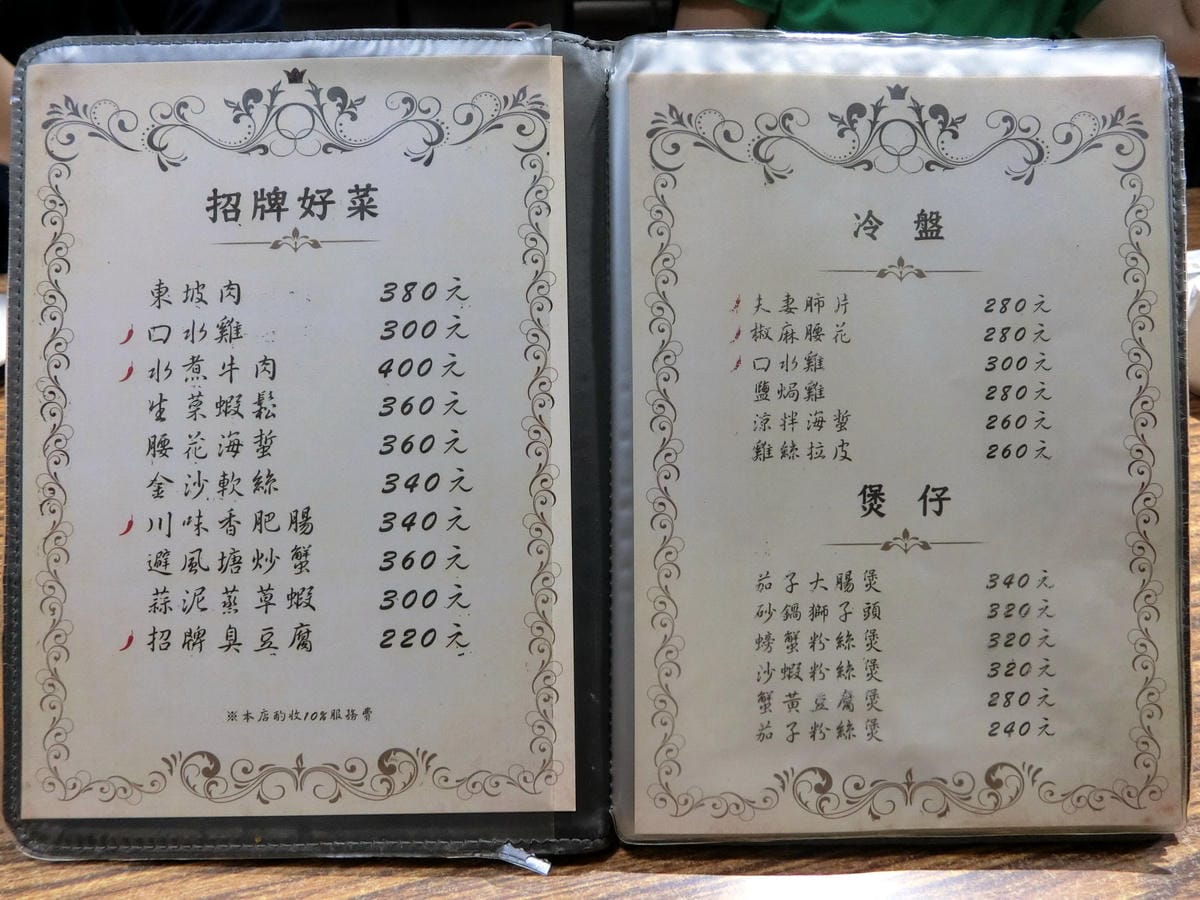 招牌好菜
東坡肉 380元
口水雞 300元
水煮牛肉 400元
生菜蝦鬆 360元
腰花海蜇 360元
金沙軟絲 340元
川味香肥腸 340元
避風塘炒蟹 360元
蒜泥蒸草蝦 300元
招牌臭豆腐 220元
※本店酌收10%服務費
冷盤
夫妻肺片 280元
椒麻腰花 280元
口水雞 300元
鹽焗雞 280元
涼拌海蜇 260元
雞絲拉皮 260元
煲仔
茄子大腸煲 340元
砂鍋獅子頭 320元
螃蟹粉絲煲 320元
沙蝦粉絲煲 320元
蟹黃豆腐煲 280元
茄子粉絲煲 240元